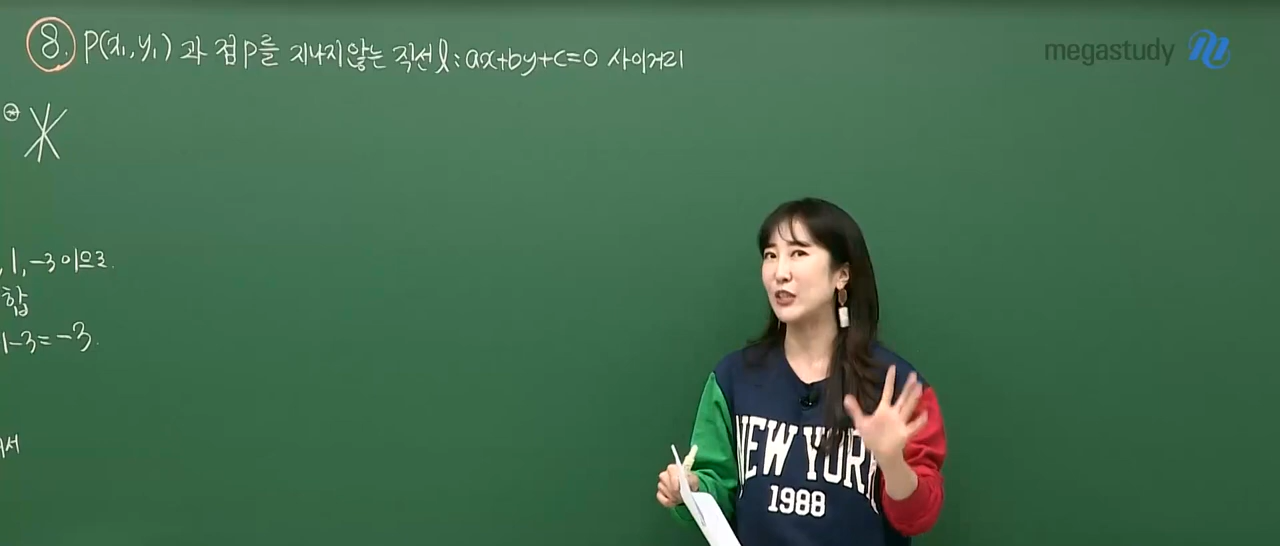 8. P(x₁, y₁) 과 점 P를 지나지 않는 직선 l : ax+by+c=0 사이거리
megastudy
, 1, -3 이므로.
합
1-3=-3.
서
NEW YORK
1988